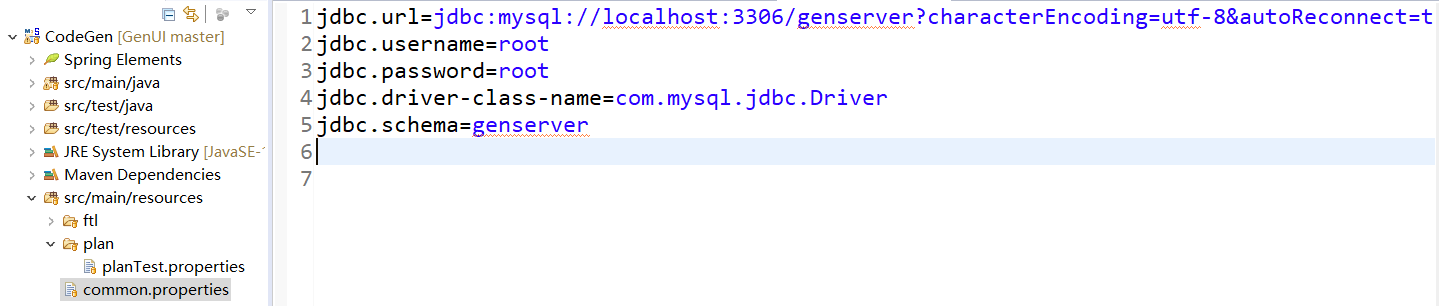 CodeGen [GenUI master]
Spring Elements
src/main/java
src/test/java
src/test/resources
JRE System Library [JavaSE-
Maven Dependencies
src/main/resources
ftl
plan
planTest.properties
common.properties
1 jdbc.url=jdbc:mysql://localhost:3306/genserver?characterEncoding=utf-8&autoReconnect=t
2 jdbc.username=root
3 jdbc.password=root
4 jdbc.driver-class-name=com.mysql.jdbc.Driver
5 jdbc.schema=genserver
6
7